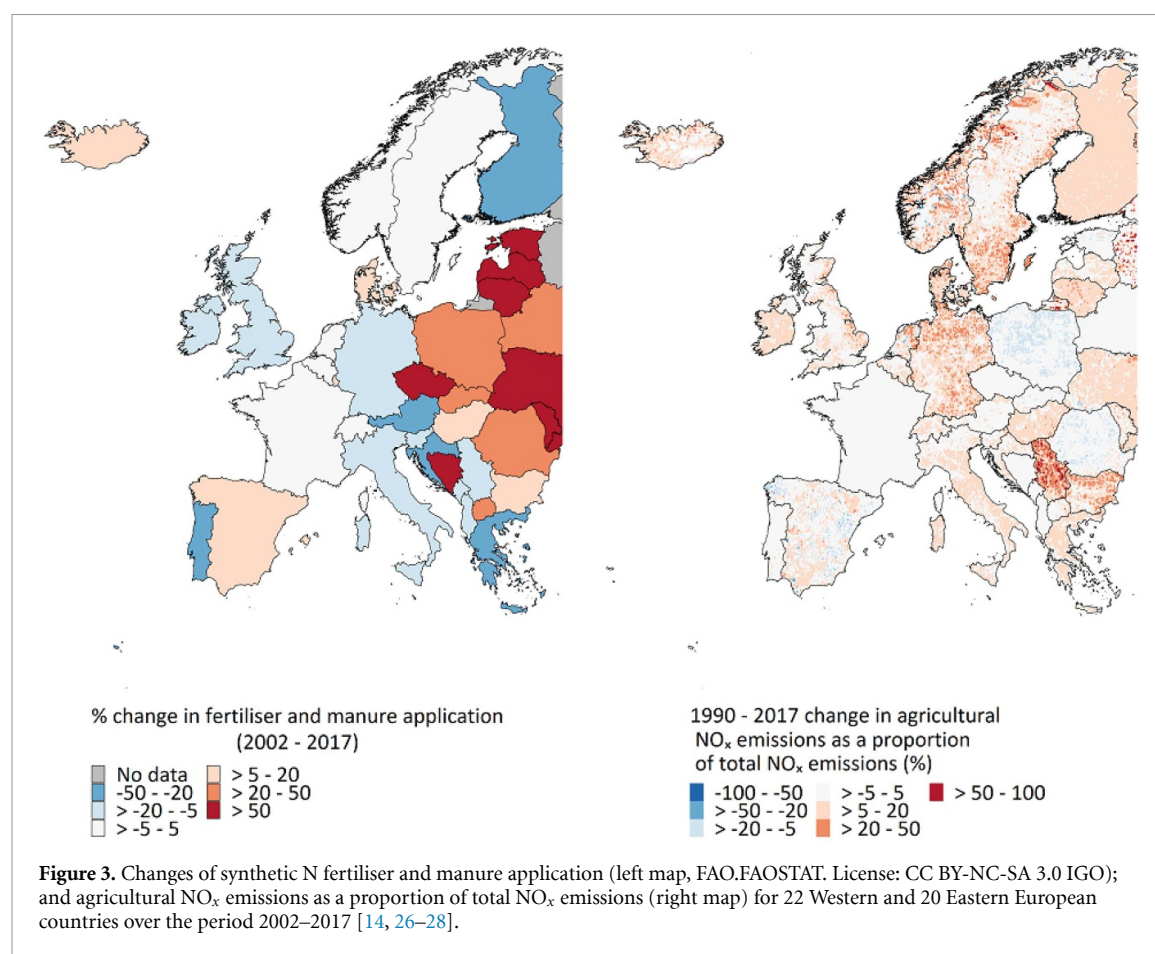 % change in fertiliser and manure application
(2002 - 2017)
No data
-50 - -20
> -20 - -5
> -5 - 5
> 5 - 20
> 20 - 50
> 50
1990 - 2017 change in agricultural
NOₓ emissions as a proportion
of total NOₓ emissions (%)
-100 - -50
> -50 - -20
> -20 - -5
> -5 - 5
> 5 - 20
> 20 - 50
> 50 - 100
Figure 3. Changes of synthetic N fertiliser and manure application (left map, FAO.FAOSTAT. License: CC BY-NC-SA 3.0 IGO);
and agricultural NOₓ emissions as a proportion of total NOₓ emissions (right map) for 22 Western and 20 Eastern European
countries over the period 2002–2017 [14, 26–28].